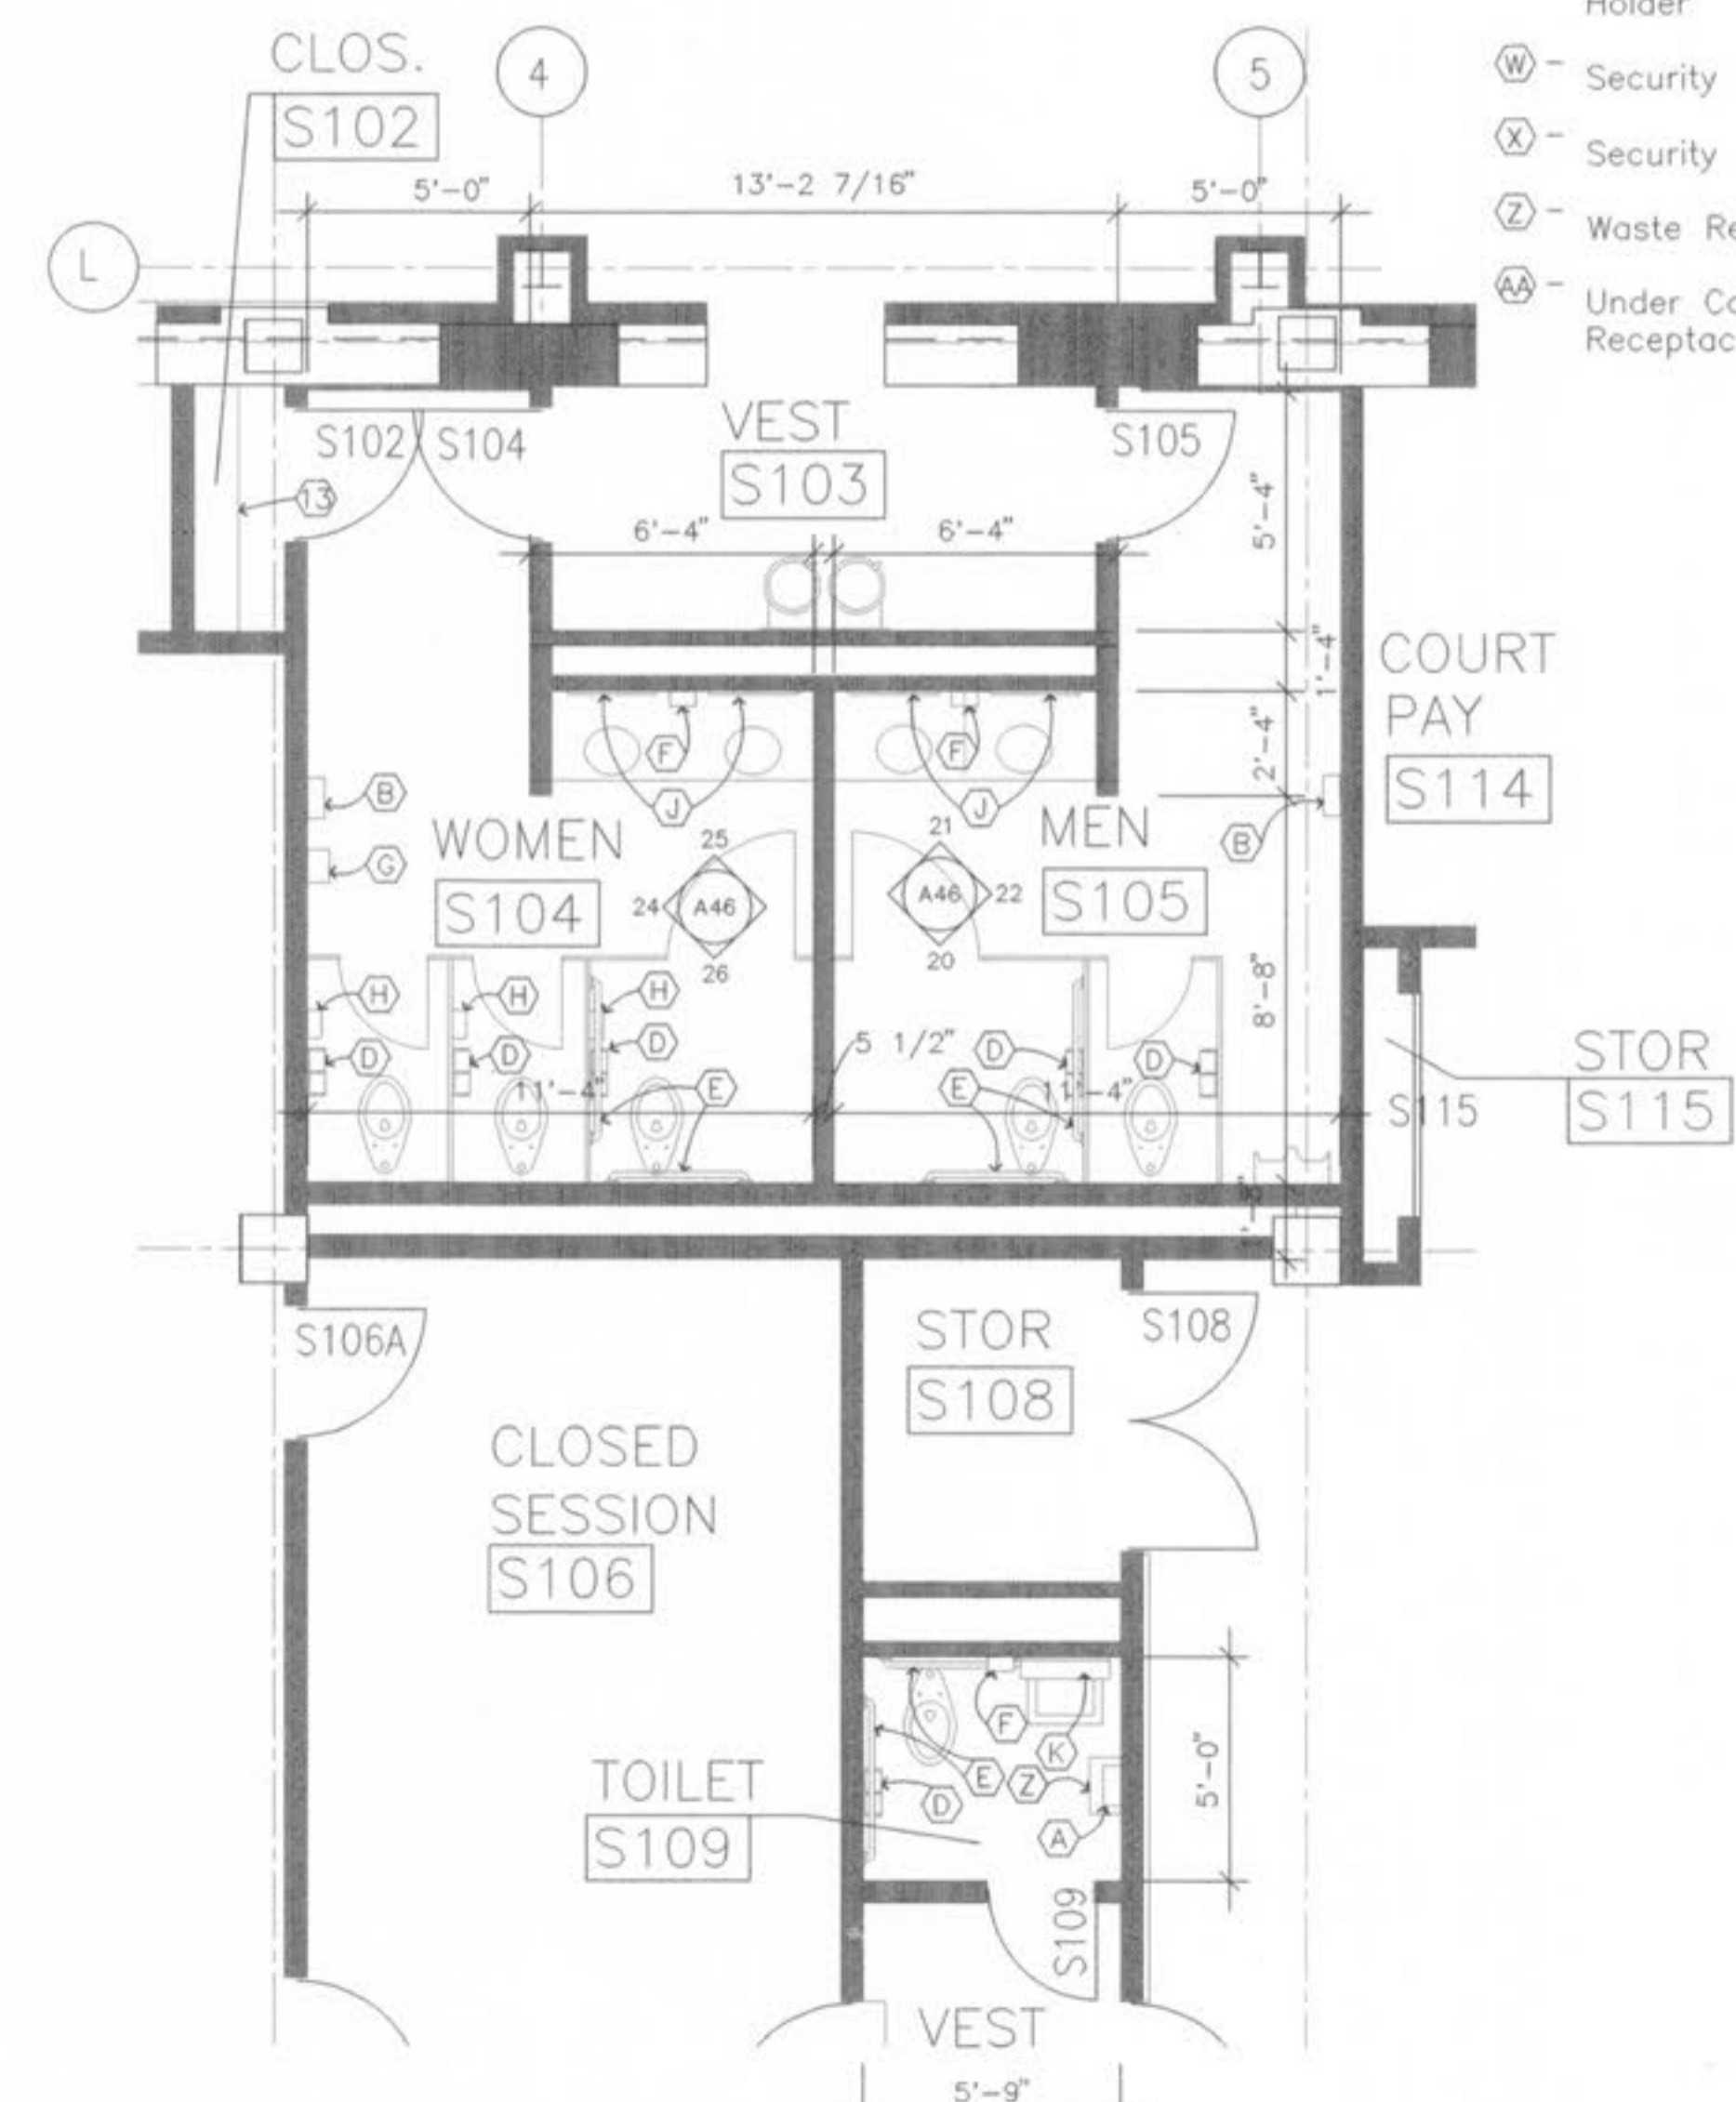 Holder
W - Security
X - Security
Z - Waste Re
AA - Under Co
Receptac
CLOS.
S102
4
5
5'-0"
13'-2 7/16"
5'-0"
L
S102
S104
VEST
S103
S105
13
6'-4"
6'-4"
5'-4"
1'-4"
COURT
PAY
S114
F
F
2'-4"
B
J
J
B
WOMEN
S104
G
25
24
A46
26
21
A46
22
20
MEN
S105
H
H
H
8'-8"
D
D
D
5 1/2"
D
D
STOR
S115
11'-4"
E
E
11'-4"
S115
S106A
STOR
S108
S108
CLOSED
SESSION
S106
F
K
E
Z
D
A
5'-0"
TOILET
S109
S109
VEST
5'-9"